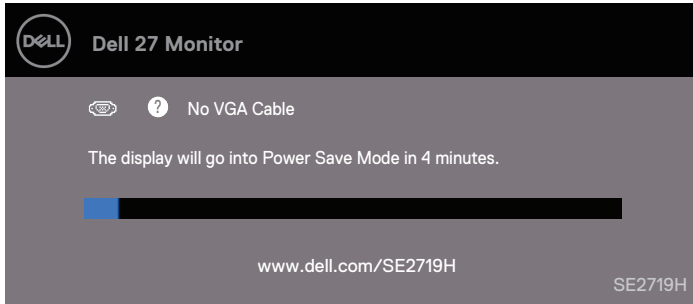 DELL
Dell 27 Monitor
? No VGA Cable
The display will go into Power Save Mode in 4 minutes.
www.dell.com/SE2719H
SE2719H